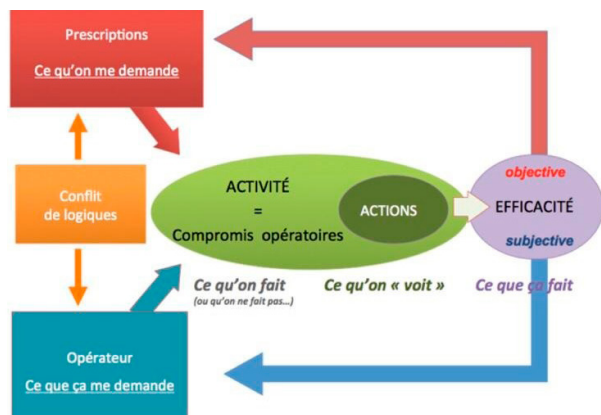 Prescriptions
Ce qu'on me demande
Conflit
de logiques
Opérateur
Ce que ça me demande
ACTIVITÉ
=
Compromis opératoires
ACTIONS
objective
EFFICACITÉ
subjective
Ce qu'on fait
(ou qu'on ne fait pas...)
Ce qu'on « voit »
Ce que ça fait